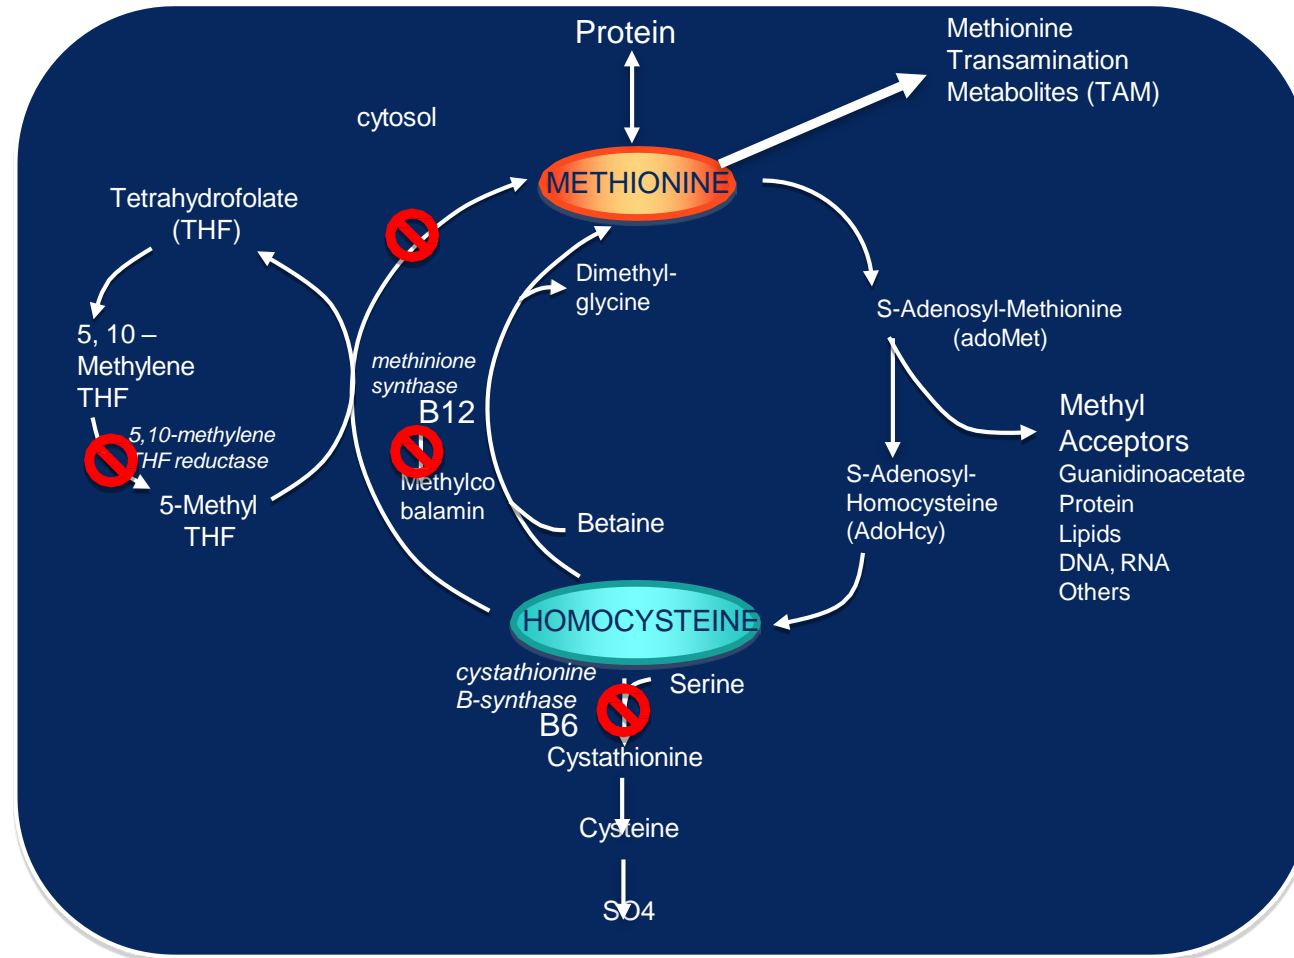 Protein
Methionine
Transamination
Metabolites (TAM)
cytosol
METHIONINE
Tetrahydrofolate
(THF)
Dimethyl-
glycine
S-Adenosyl-Methionine
(adoMet)
5, 10 –
Methylene
THF
methinione
synthase
B12
Methyl
Acceptors
Guanidinoacetate
Protein
Lipids
DNA, RNA
Others
5,10-methylene
THF reductase
5-Methyl
THF
Methylco
balamin
Betaine
S-Adenosyl-
Homocysteine
(AdoHcy)
HOMOCYSTEINE
cystathionine
B-synthase
B6
Serine
Cystathionine
Cysteine
SO4